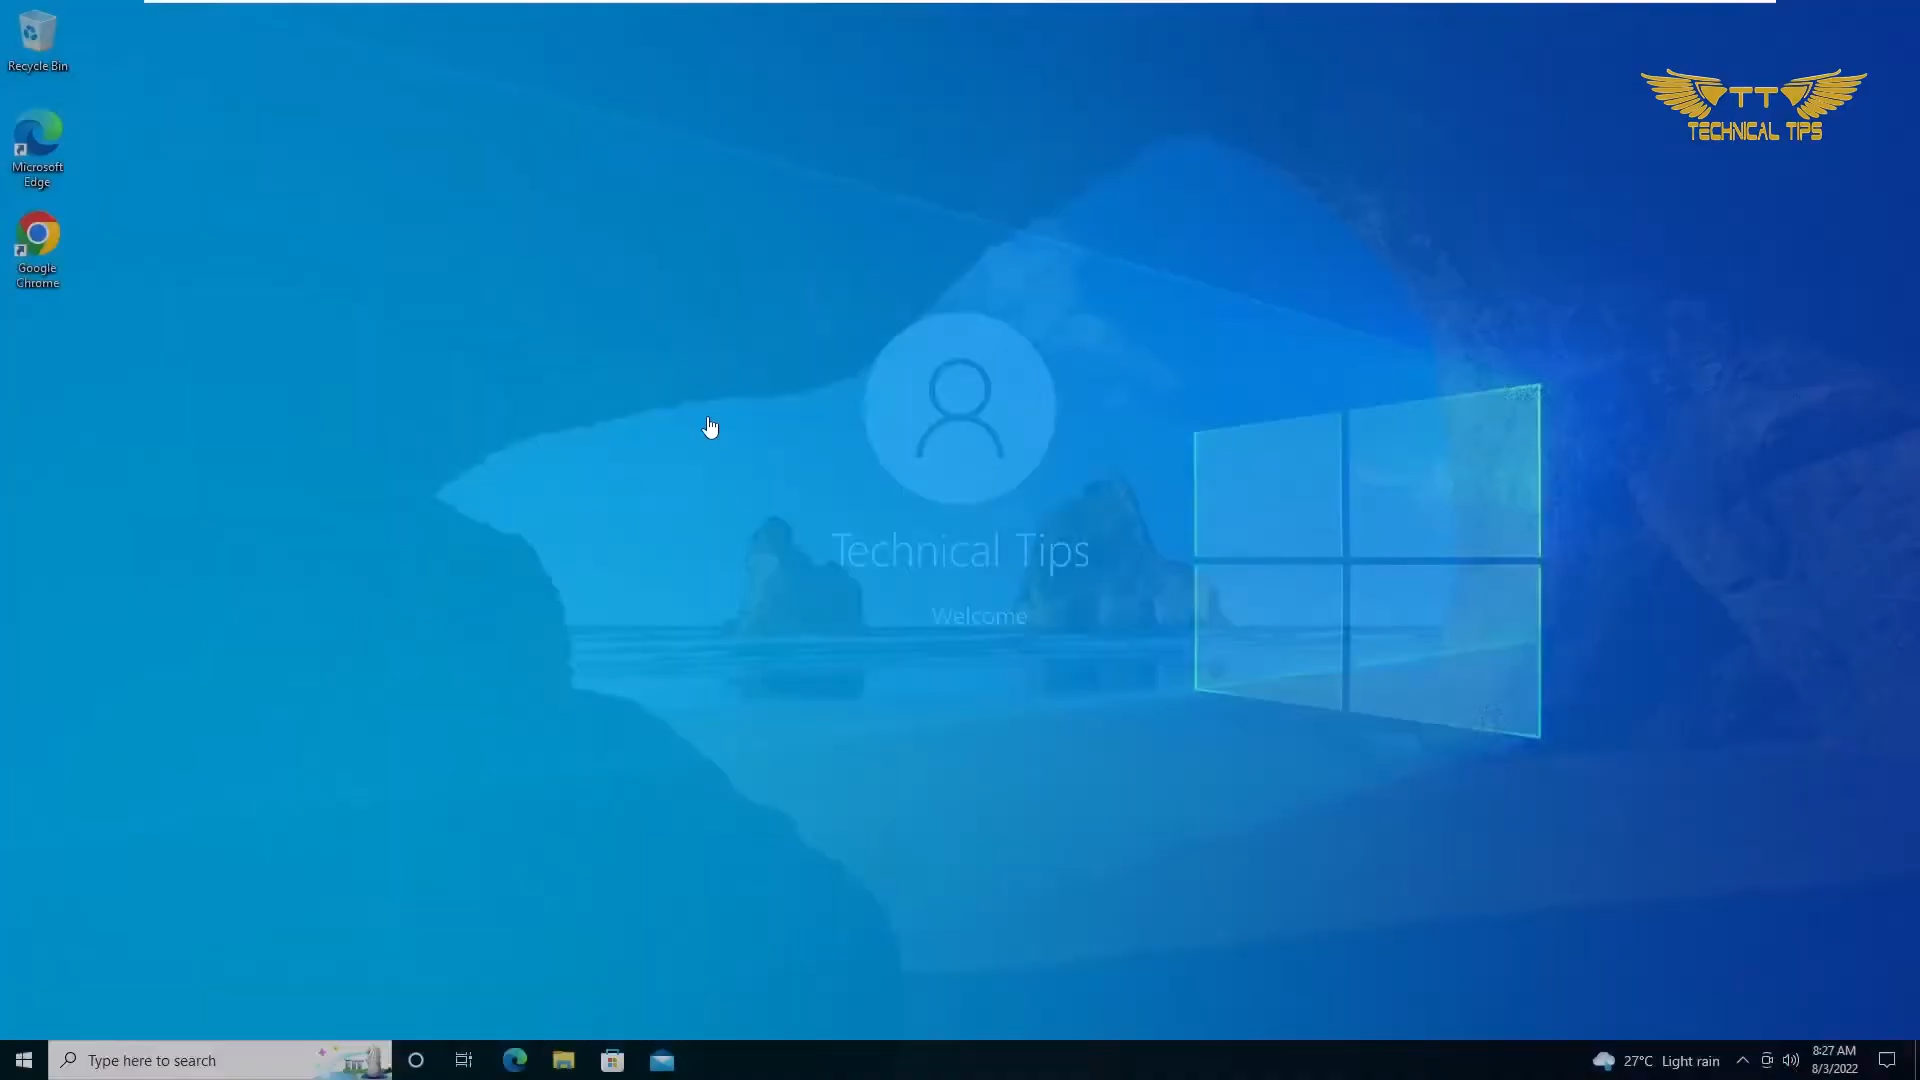 Recycle Bin
TT
TECHNICAL TIPS
Microsoft
Edge
Google
Chrome
Technical Tips
Welcome
Type here to search
27°C Light rain
8:27 AM
8/3/2022